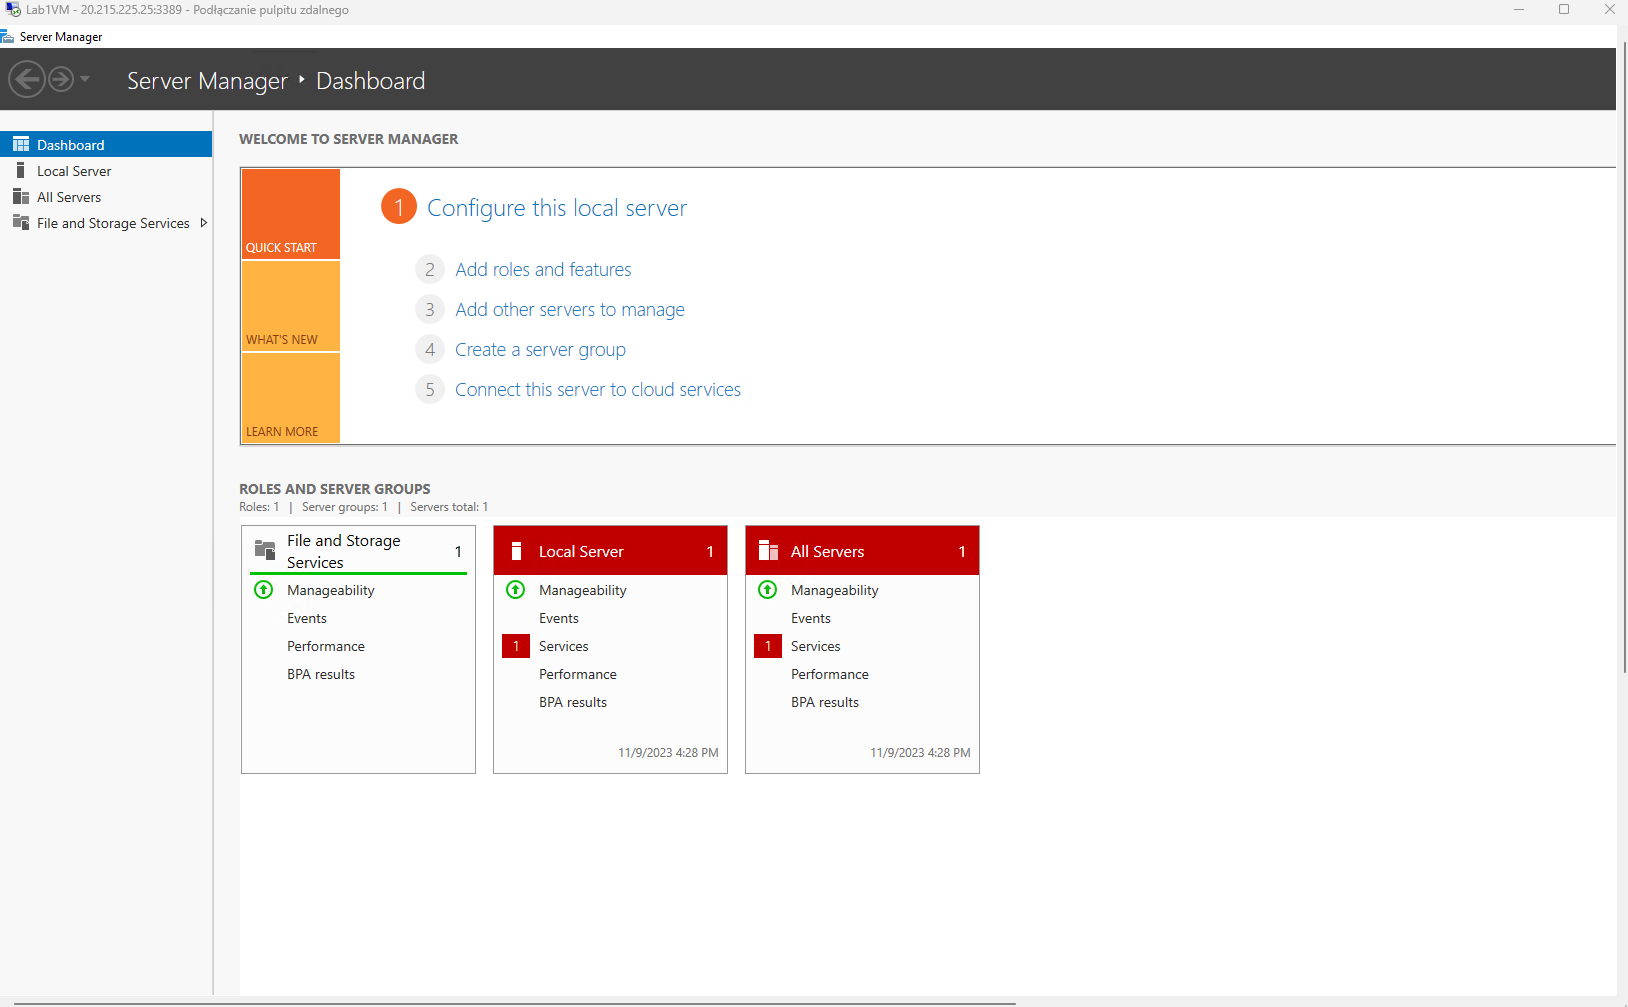 Lab1VM - 20.215.225.25:3389 - Podłączanie pulpitu zdalnego
Server Manager
Server Manager ‣ Dashboard
Dashboard
Local Server
All Servers
File and Storage Services
WELCOME TO SERVER MANAGER
QUICK START
WHAT'S NEW
LEARN MORE
1 Configure this local server
2 Add roles and features
3 Add other servers to manage
4 Create a server group
5 Connect this server to cloud services
ROLES AND SERVER GROUPS
Roles: 1 | Server groups: 1 | Servers total: 1
File and Storage
Services
1
Manageability
Events
Performance
BPA results
Local Server 1
Manageability
Events
1 Services
Performance
BPA results
11/9/2023 4:28 PM
All Servers 1
Manageability
Events
1 Services
Performance
BPA results
11/9/2023 4:28 PM